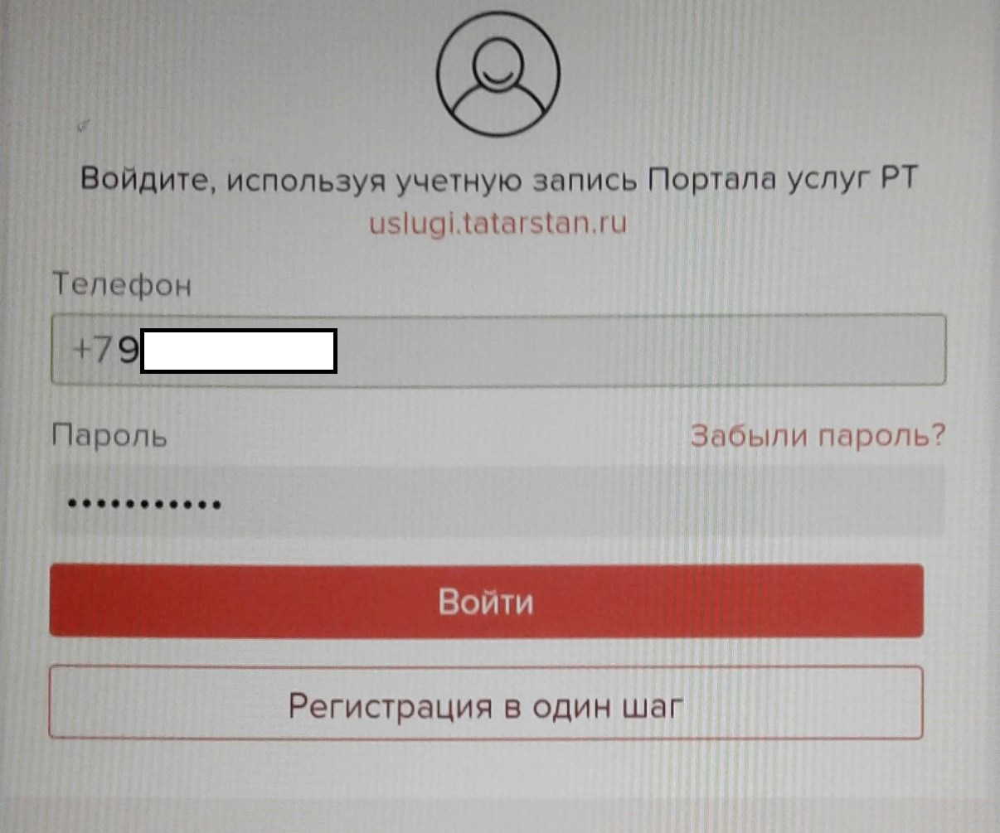 Войдите, используя учетную запись Портала услуг РТ
uslugi.tatarstan.ru
Телефон
+79
Пароль
Забыли пароль?
•••••••••••
Войти
Регистрация в один шаг